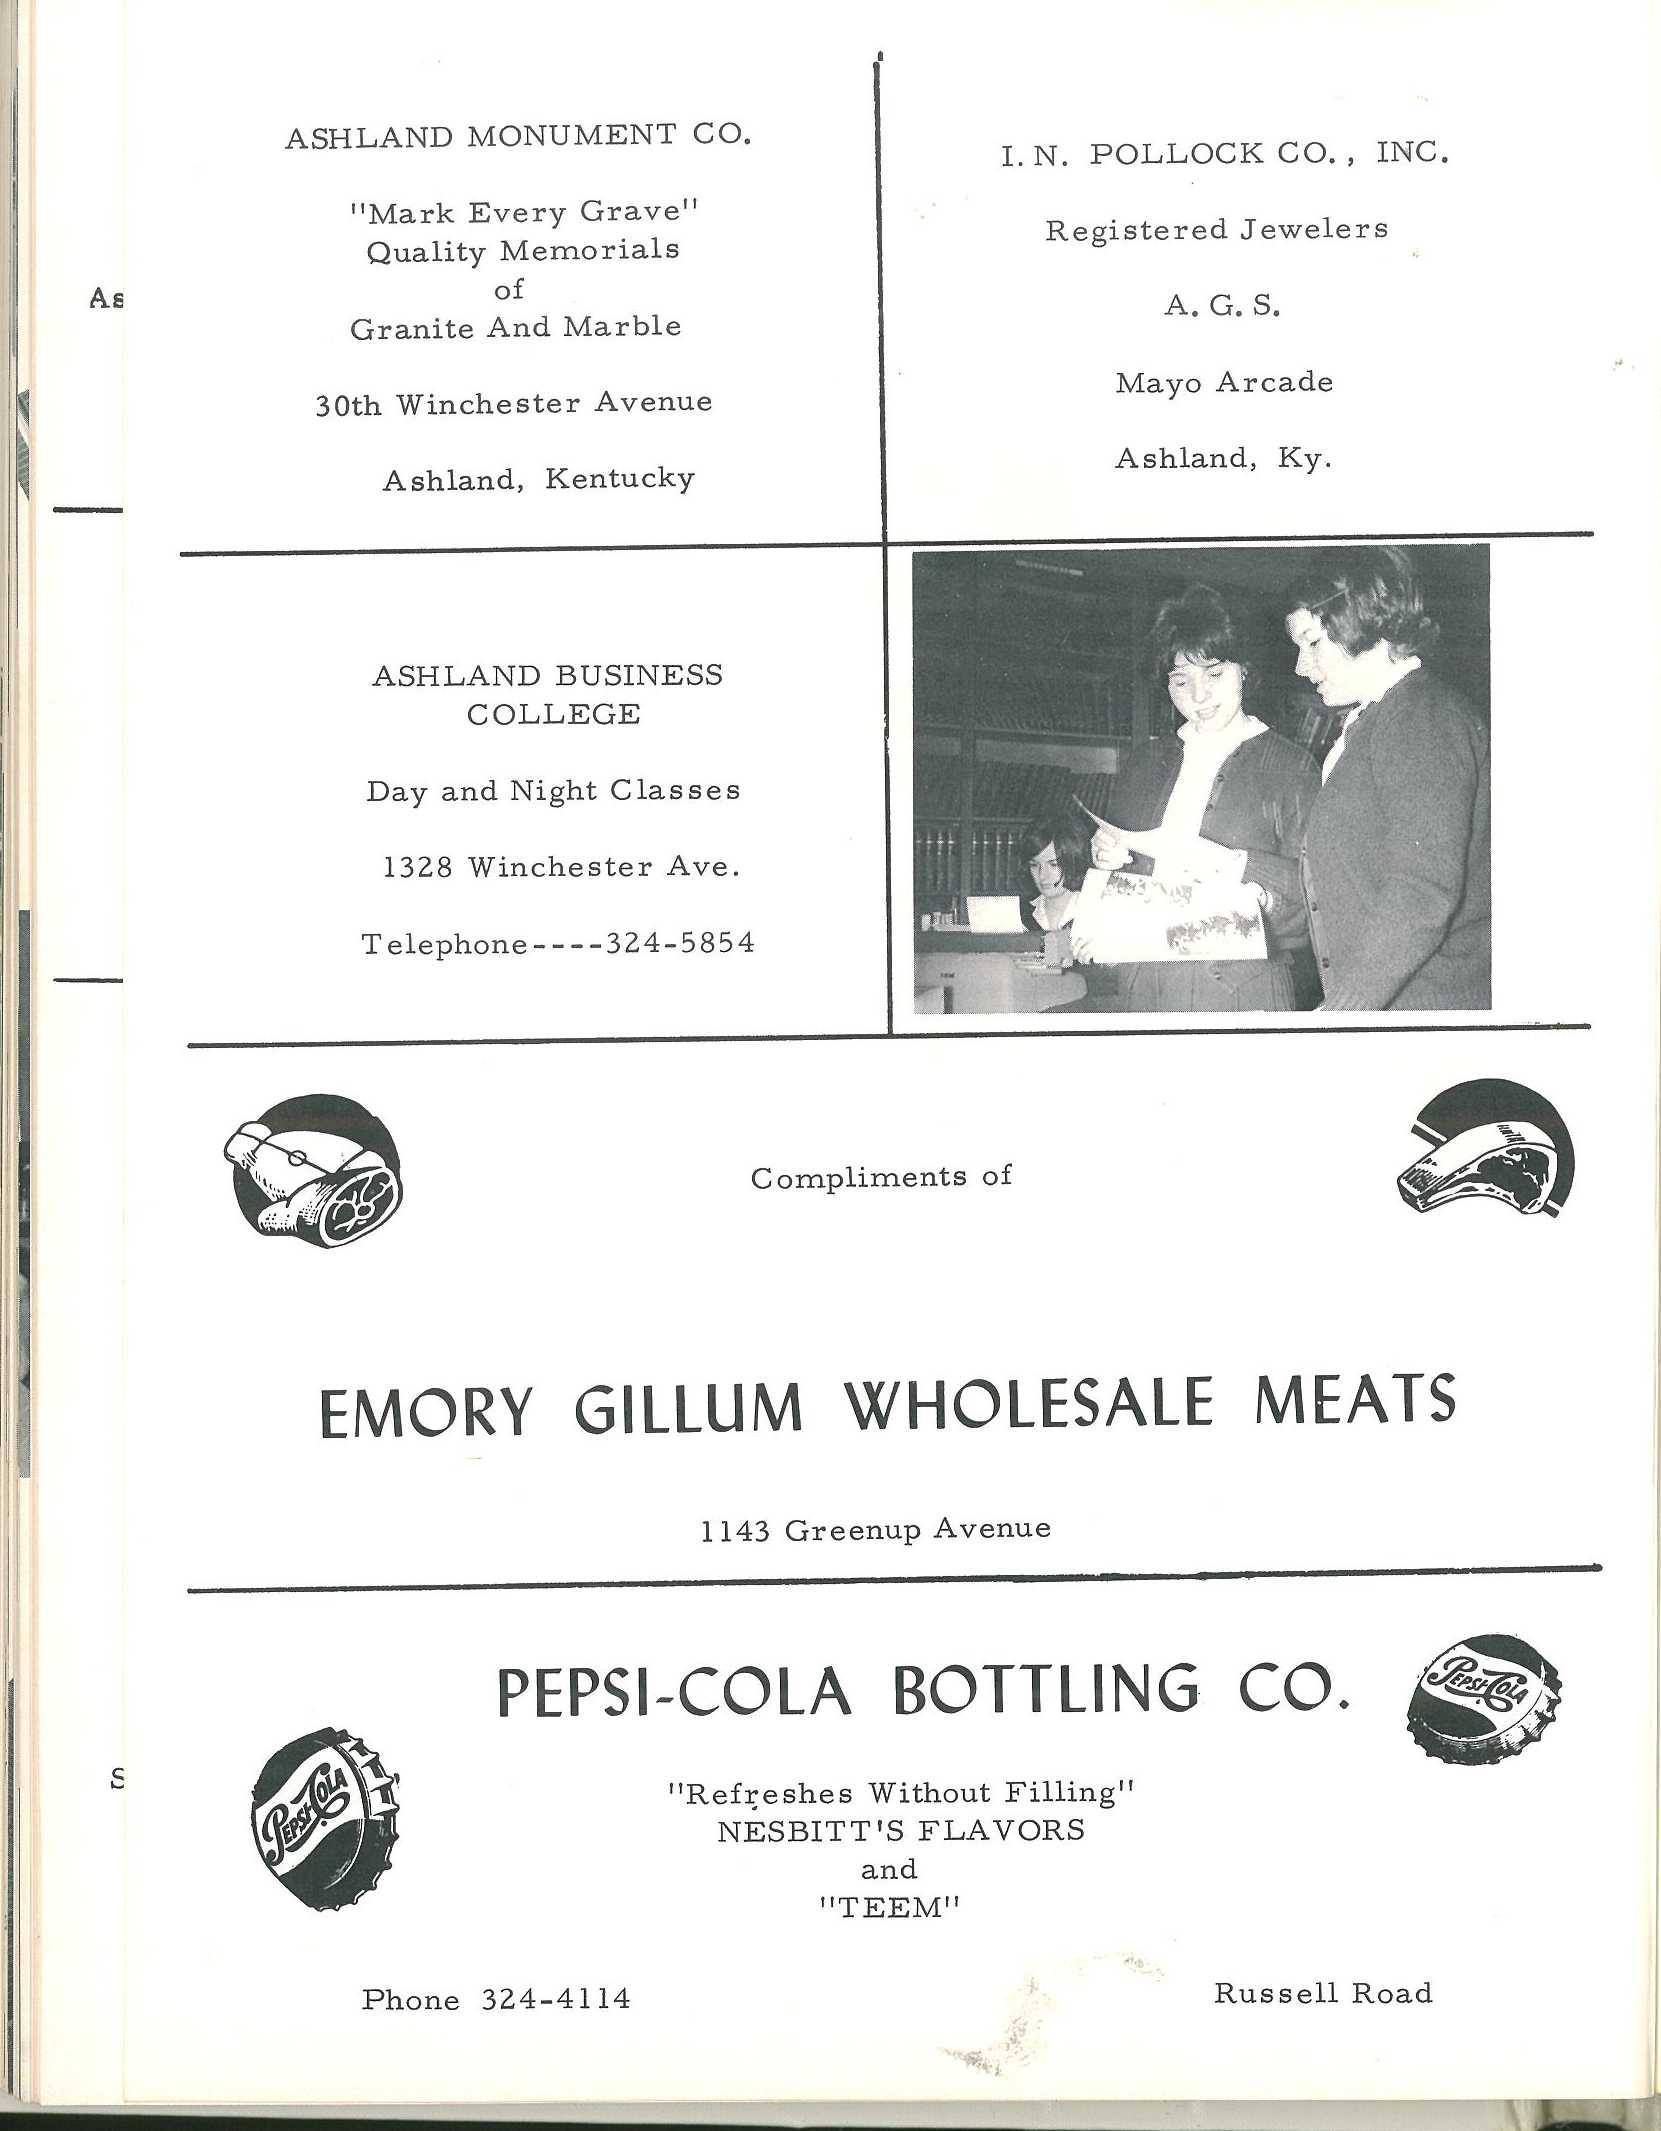 ASHLAND MONUMENT CO.
"Mark Every Grave"
Quality Memorials
of
Granite And Marble
30th Winchester Avenue
Ashland, Kentucky
I. N. POLLOCK CO., INC.
Registered Jewelers
A. G. S.
Mayo Arcade
Ashland, Ky.
As
ASHLAND BUSINESS
COLLEGE
Day and Night Classes
1328 Winchester Ave.
Telephone----324-5854
Compliments of
EMORY GILLUM WHOLESALE MEATS
1143 Greenup Avenue
PEPSI-COLA BOTTLING CO.
PEPSI-COLA
PEPSI-COLA
"Refreshes Without Filling"
NESBITT'S FLAVORS
and
"TEEM"
S
Phone 324-4114
Russell Road